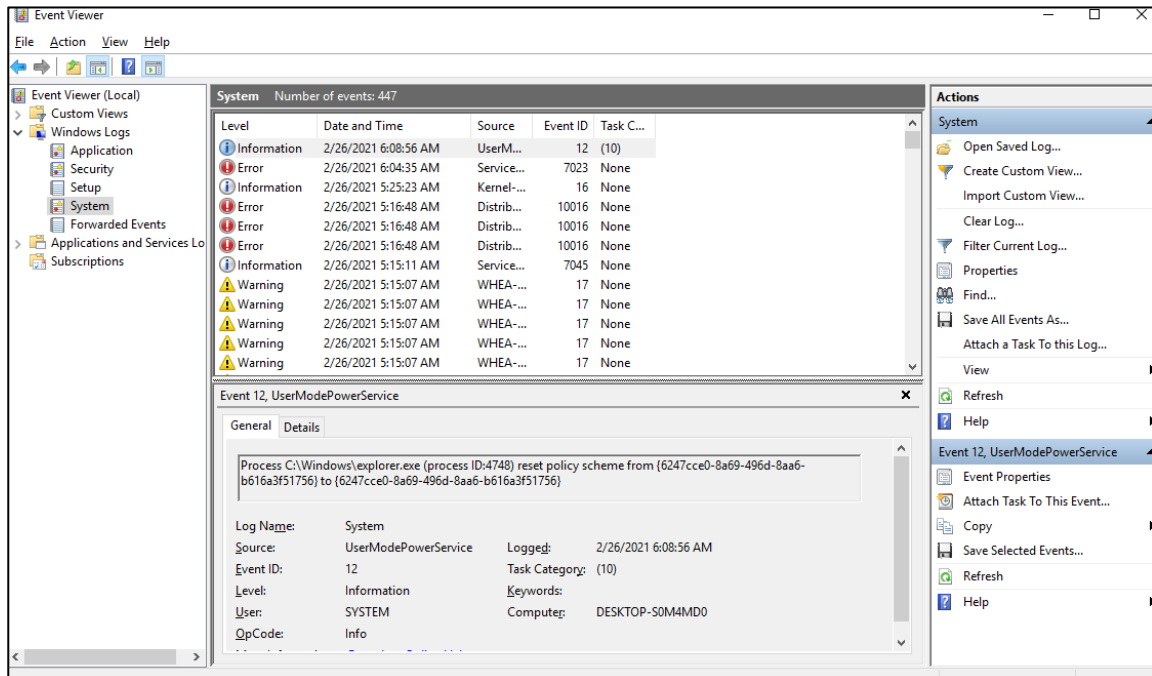 Event Viewer
File Action View Help
Event Viewer (Local)
Custom Views
Windows Logs
Application
Security
Setup
System
Forwarded Events
Applications and Services Lo
Subscriptions
System Number of events: 447
Level Date and Time Source Event ID Task C...
Information 2/26/2021 6:08:56 AM UserM... 12 (10)
Error 2/26/2021 6:04:35 AM Service... 7023 None
Information 2/26/2021 5:25:23 AM Kernel-... 16 None
Error 2/26/2021 5:16:48 AM Distrib... 10016 None
Error 2/26/2021 5:16:48 AM Distrib... 10016 None
Error 2/26/2021 5:16:48 AM Distrib... 10016 None
Information 2/26/2021 5:15:11 AM Service... 7045 None
Warning 2/26/2021 5:15:07 AM WHEA-... 17 None
Warning 2/26/2021 5:15:07 AM WHEA-... 17 None
Warning 2/26/2021 5:15:07 AM WHEA-... 17 None
Warning 2/26/2021 5:15:07 AM WHEA-... 17 None
Warning 2/26/2021 5:15:07 AM WHEA-... 17 None
Event 12, UserModePowerService
General Details
Process C:\Windows\explorer.exe (process ID:4748) reset policy scheme from {6247cce0-8a69-496d-8aa6-
b616a3f51756} to {6247cce0-8a69-496d-8aa6-b616a3f51756}
Log Name: System
Source: UserModePowerService Logged: 2/26/2021 6:08:56 AM
Event ID: 12 Task Category: (10)
Level: Information Keywords:
User: SYSTEM Computer: DESKTOP-S0M4MD0
OpCode: Info
Actions
System
Open Saved Log...
Create Custom View...
Import Custom View...
Clear Log...
Filter Current Log...
Properties
Find...
Save All Events As...
Attach a Task To this Log...
View
Refresh
Help
Event 12, UserModePowerService
Event Properties
Attach Task To This Event...
Copy
Save Selected Events...
Refresh
Help